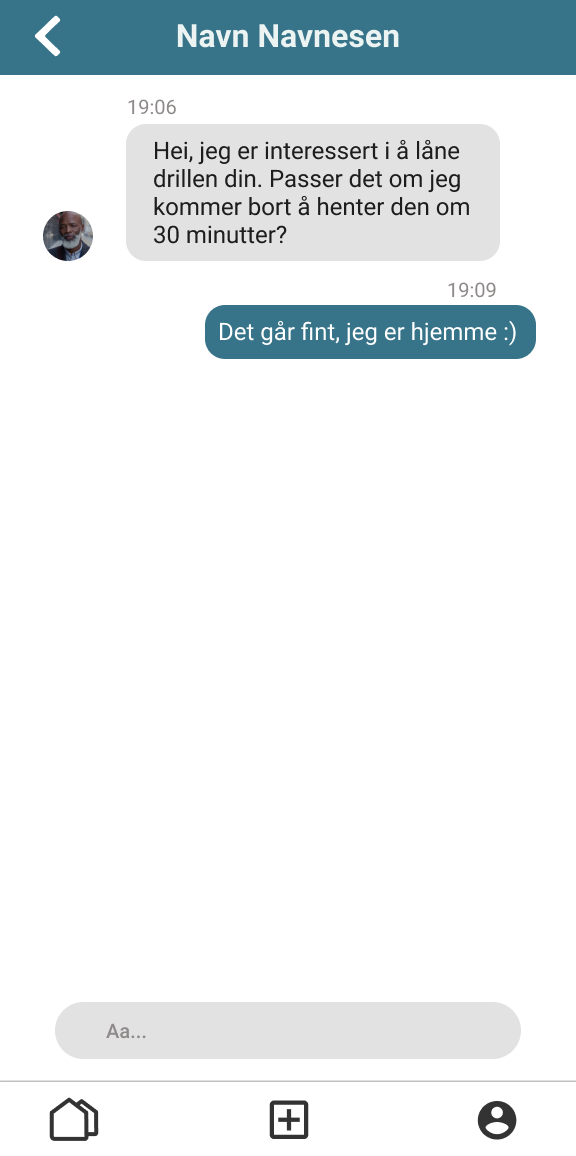 Navn Navnesen
19:06
Hei, jeg er interessert i å låne
drillen din. Passer det om jeg
kommer bort å henter den om
30 minutter?
19:09
Det går fint, jeg er hjemme :)
Aa...